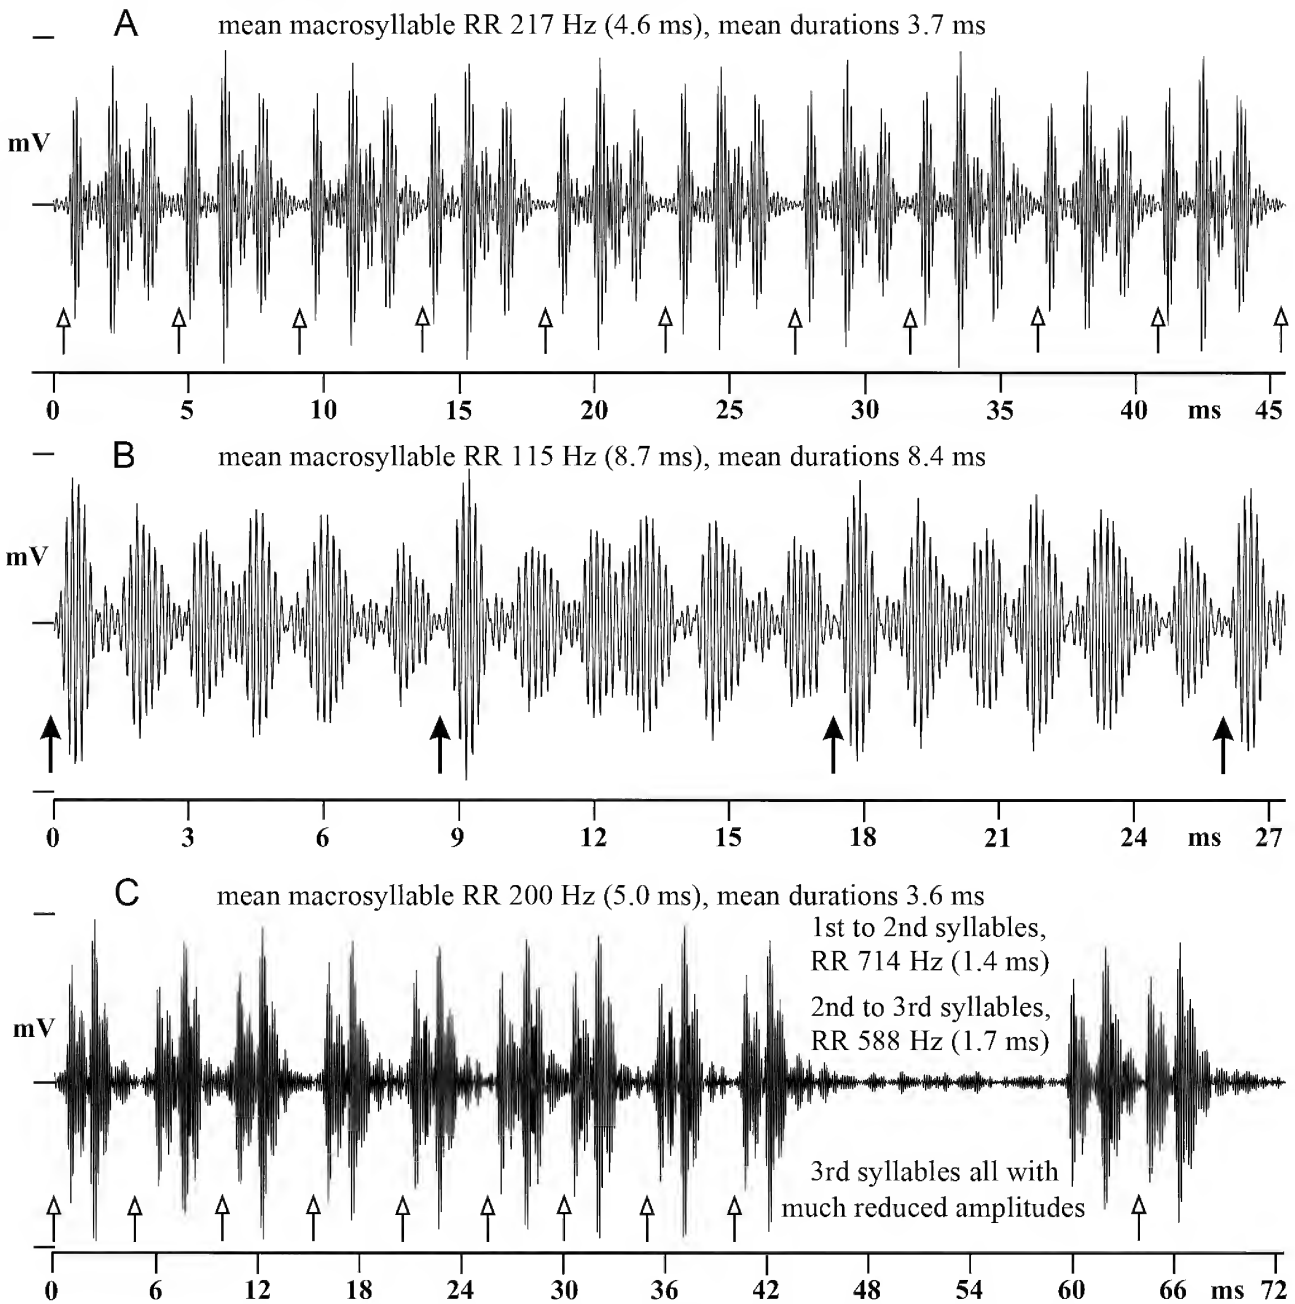 A mean macrosyllable RR 217 Hz (4.6 ms), mean durations 3.7 ms
mV
0 5 10 15 20 25 30 35 40 ms 45
B mean macrosyllable RR 115 Hz (8.7 ms), mean durations 8.4 ms
mV
0 3 6 9 12 15 18 21 24 ms 27
C mean macrosyllable RR 200 Hz (5.0 ms), mean durations 3.6 ms
1st to 2nd syllables,
RR 714 Hz (1.4 ms)
2nd to 3rd syllables,
RR 588 Hz (1.7 ms)
mV
3rd syllables all with
much reduced amplitudes
0 6 12 18 24 30 36 42 48 54 60 66 ms 72